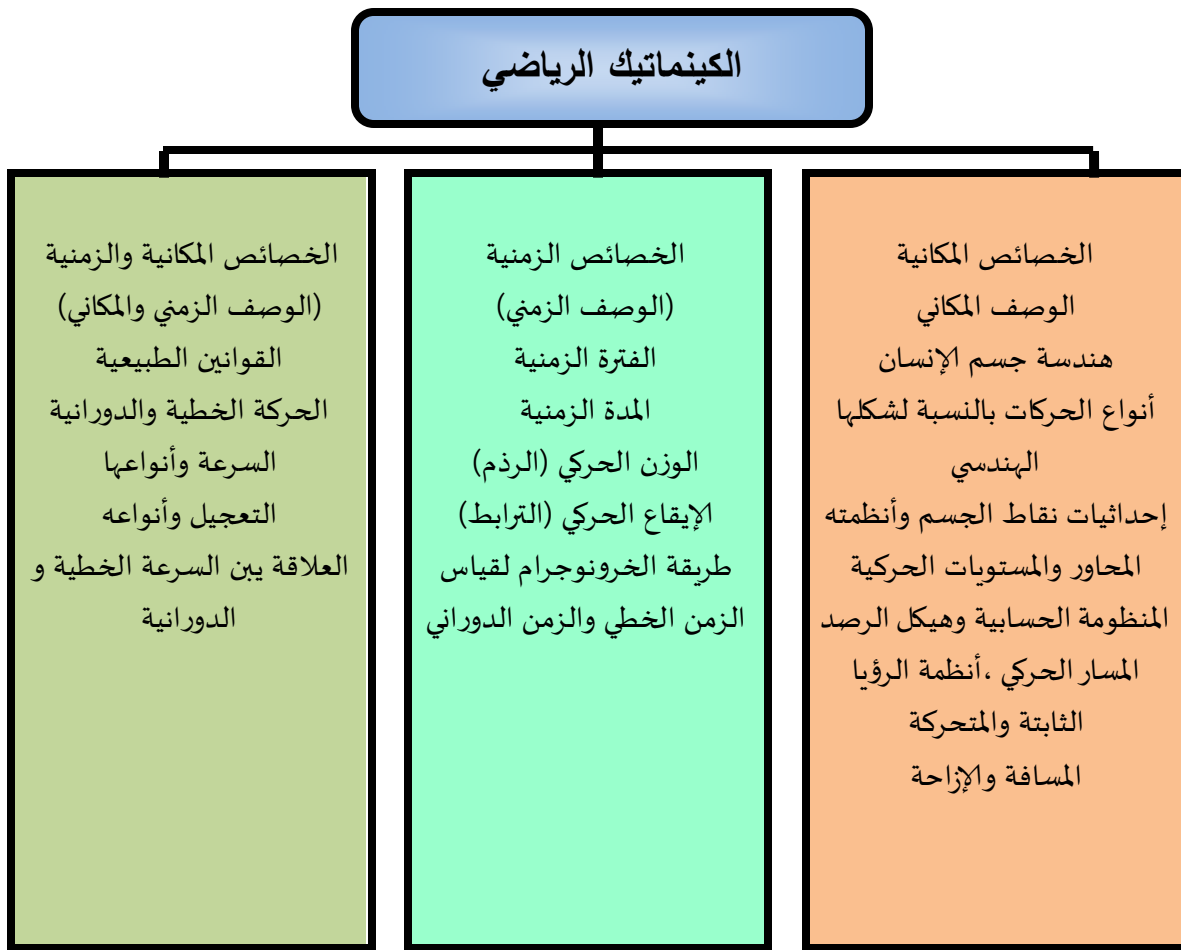 الكينماتيك الرياضي
الخصائص المكانية
الوصف المكاني
هندسة جسم الإنسان
أنواع الحركات بالنسبة لشكلها
الهندسي
إحداثيات نقاط الجسم وأنظمته
المحاور والمستويات الحركية
المنظومة الحسابية وهيكل الرصد
المسار الحركي ،أنظمة الرؤيا
الثابتة والمتحركة
المسافة والإزاحة
الخصائص الزمنية
(الوصف الزمني)
الفترة الزمنية
المدة الزمنية
الوزن الحركي (الرذم)
الإيقاع الحركي (الترابط)
طريقة الخرونوجرام لقياس
الزمن الخطي والزمن الدوراني
الخصائص المكانية والزمنية
(الوصف الزمني والمكاني)
القوانين الطبيعية
الحركة الخطية والدورانية
السرعة وأنواعها
التعجيل وأنواعه
العلاقة بين السرعة الخطية و
الدورانية